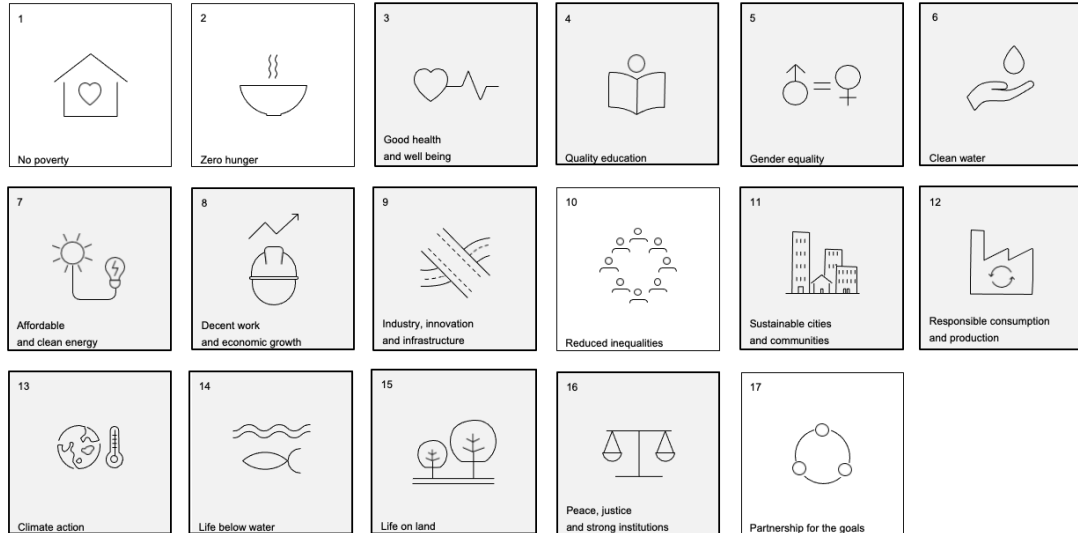 1
No poverty
2
Zero hunger
3
Good health
and well being
4
Quality education
5
Gender equality
6
Clean water
7
Affordable
and clean energy
8
Decent work
and economic growth
9
Industry, innovation
and infrastructure
10
Reduced inequalities
11
Sustainable cities
and communities
12
Responsible consumption
and production
13
Climate action
14
Life below water
15
Life on land
16
Peace, justice
and strong institutions
17
Partnership for the goals